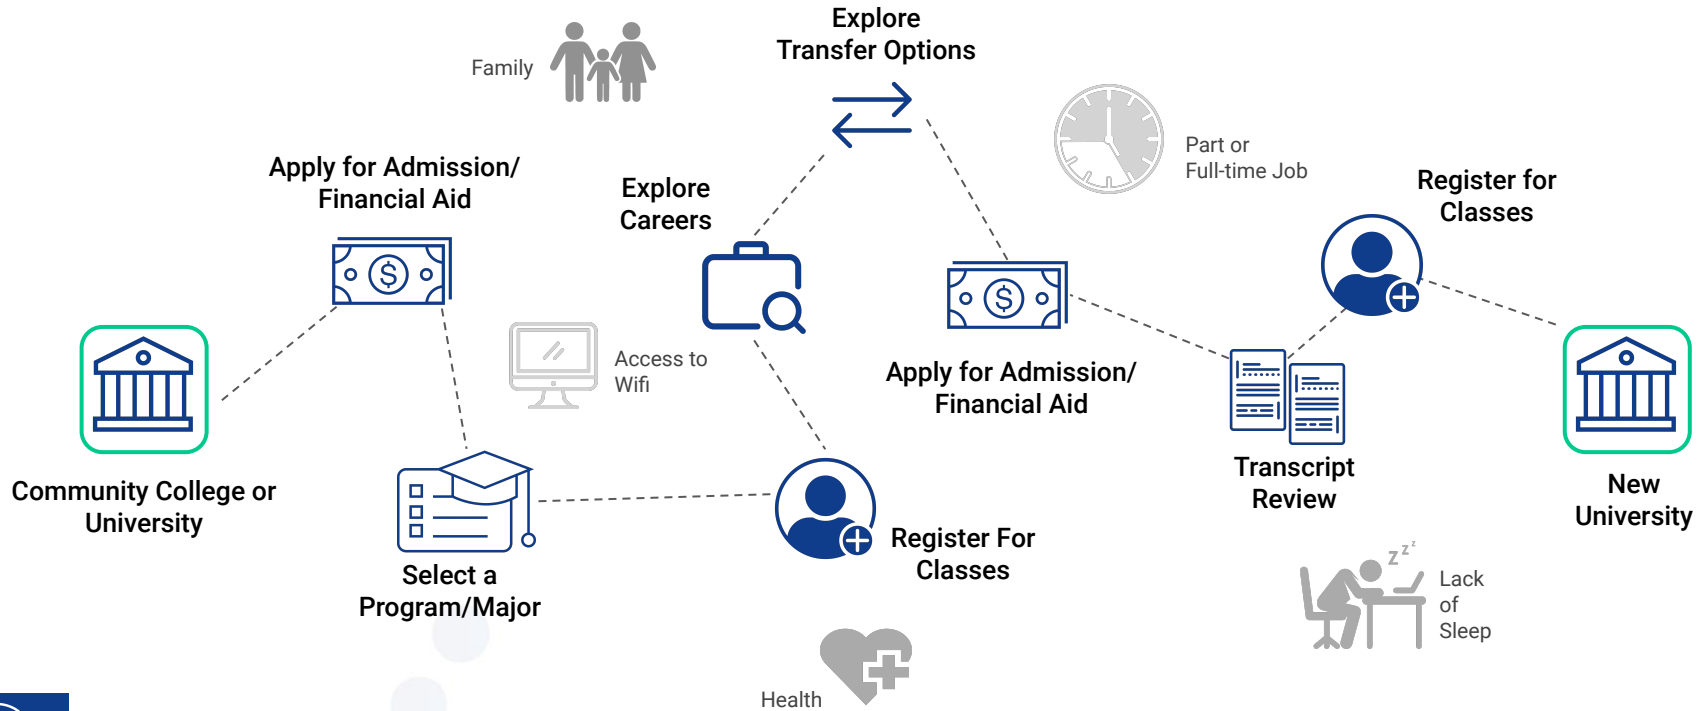 Explore
Transfer Options
Family
Part or
Full-time Job
Apply for Admission/
Financial Aid
Explore
Careers
Register for
Classes
$
$
Access to
Wifi
Apply for Admission/
Financial Aid
Community College or
University
Transcript
Review
New
University
Register For
Classes
Select a
Program/Major
z z z
Lack
of
Sleep
Health